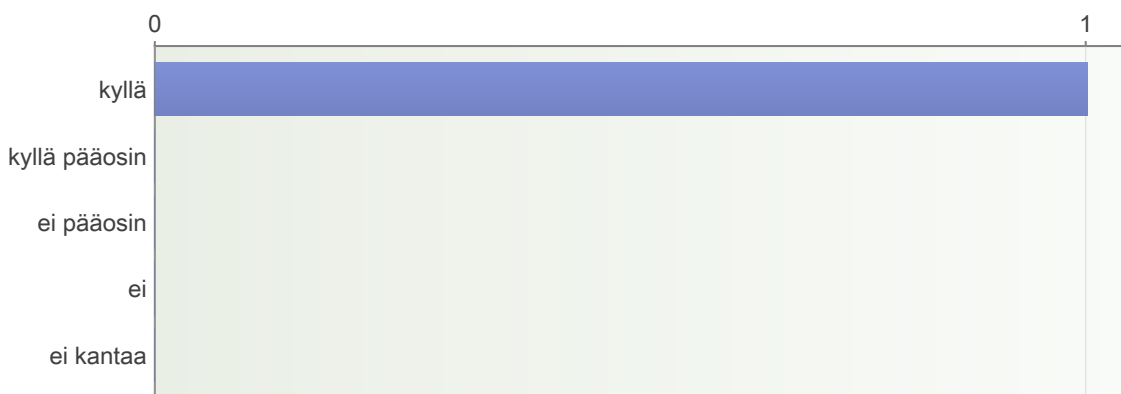 0 1
kyllä
kyllä pääosin
ei pääosin
ei
ei kantaa